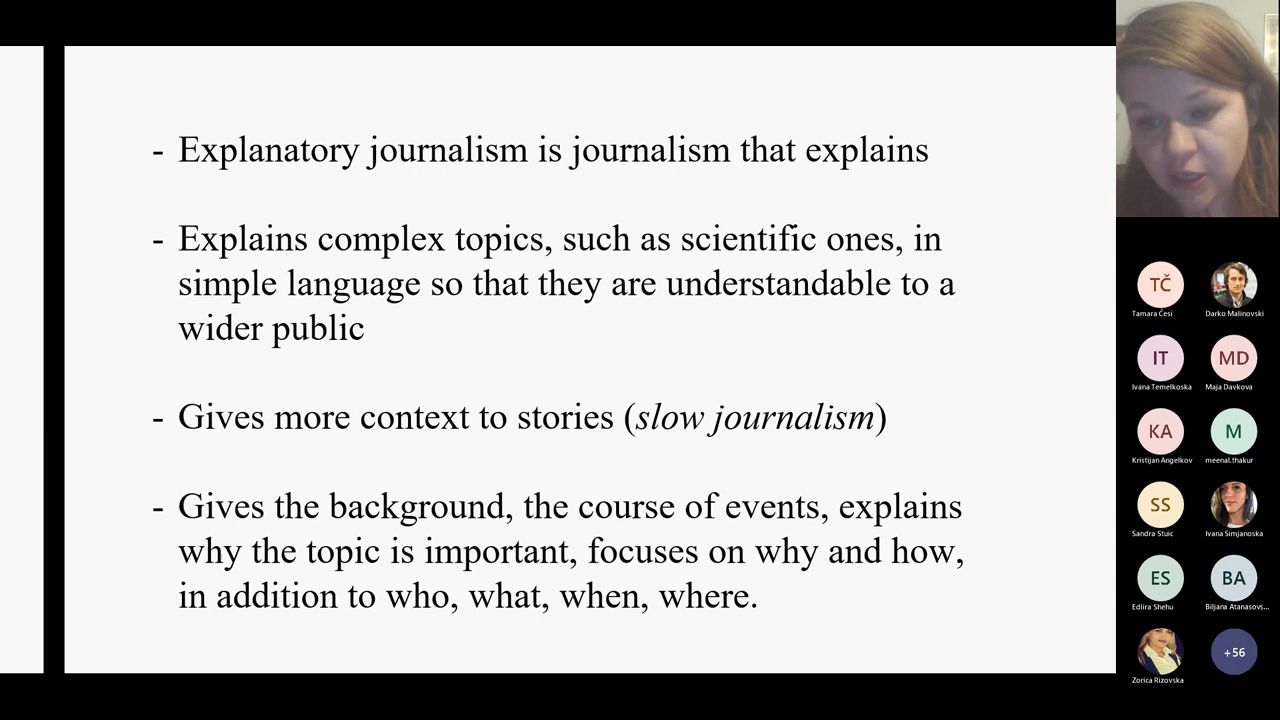 - Explanatory journalism is journalism that explains
- Explains complex topics, such as scientific ones, in
simple language so that they are understandable to a
wider public
- Gives more context to stories (slow journalism)
- Gives the background, the course of events, explains
why the topic is important, focuses on why and how,
in addition to who, what, when, where.
TČ
Tamara Česi
Darko Malinovski
IT
Ivana Temelkoska
MD
Maja Davkova
KA
Kristijan Angelkov
M
meenal.thakur
SS
Sandra Stuic
Ivana Simjanoska
ES
Edlira Shehu
BA
Biljana Atanasovs...
Zorica Rizovska
+56